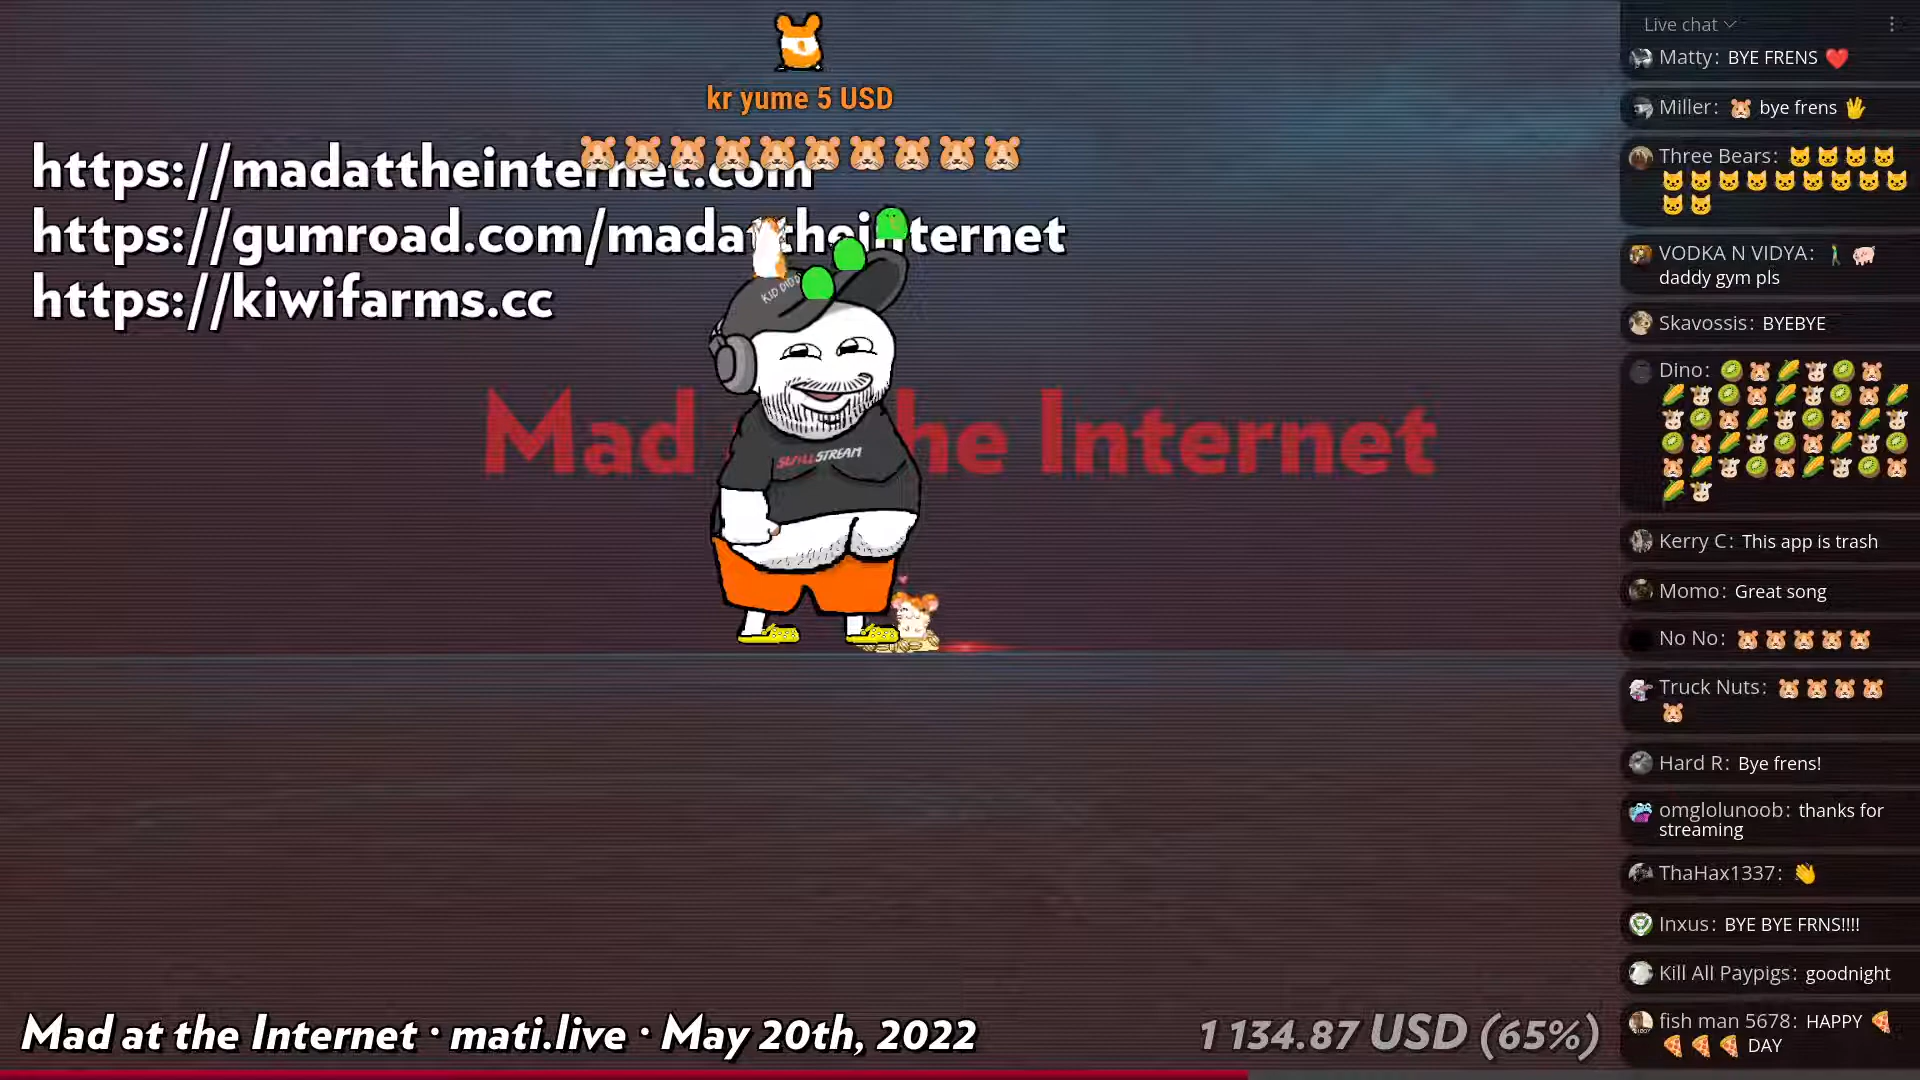 kr yume 5 USD
https://madattheinternet.com
https://gumroad.com/madattheinternet
https://kiwifarms.cc
KID DIDDL
Mad the Internet
STREAM
Mad at the Internet · mati.live · May 20th, 2022
1 134.87 USD (65%)
Live chat
Matty: BYE FRENS ❤️
Miller: 🐹 bye frens 🖖
Three Bears: 🐱🐱🐱🐱
🐱🐱🐱🐱🐱🐱🐱🐱🐱
🐱🐱
VODKA N VIDYA: 🚶‍♂️ 🐖
daddy gym pls
Skavossis: BYEBYE
Dino: 🥝🐹🌽🐮🥝🐹
🌽🐮🥝🐹🌽🐮🥝🐹🌽
🐮🥝🐹🌽🐮🥝🐹🌽🐮
🥝🐹🌽🐮🥝🐹🌽🐮🥝
🐹🌽🐮🥝🐹🌽🐮🥝🐹
🌽🐮
Kerry C: This app is trash
Momo: Great song
No No: 🐹🐹🐹🐹🐹
Truck Nuts: 🐹🐹🐹🐹
🐹
Hard R: Bye frens!
omglolunoob: thanks for
streaming
ThaHax1337: 👋
Inxus: BYE BYE FRNS!!!!
Kill All Paypigs: goodnight
fish man 5678: HAPPY 🍕
🍕🍕🍕 DAY